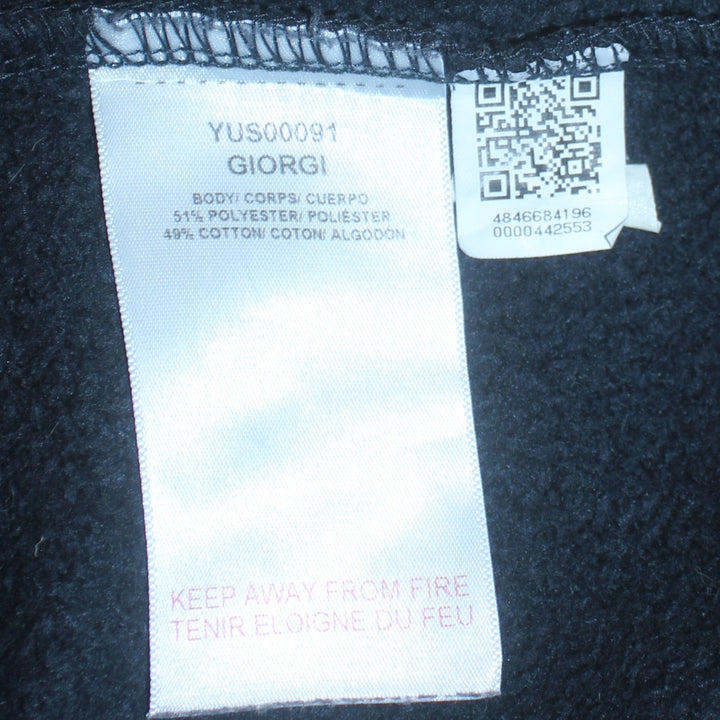 YUS00091
GIORGI
BODY/ CORPS/ CUERPO
51% POLYESTER/ POLIÉSTER
49% COTTON/ COTON/ ALGODON
KEEP AWAY FROM FIRE
TENIR ELOIGNE DU FEU
4846684196
0000442553